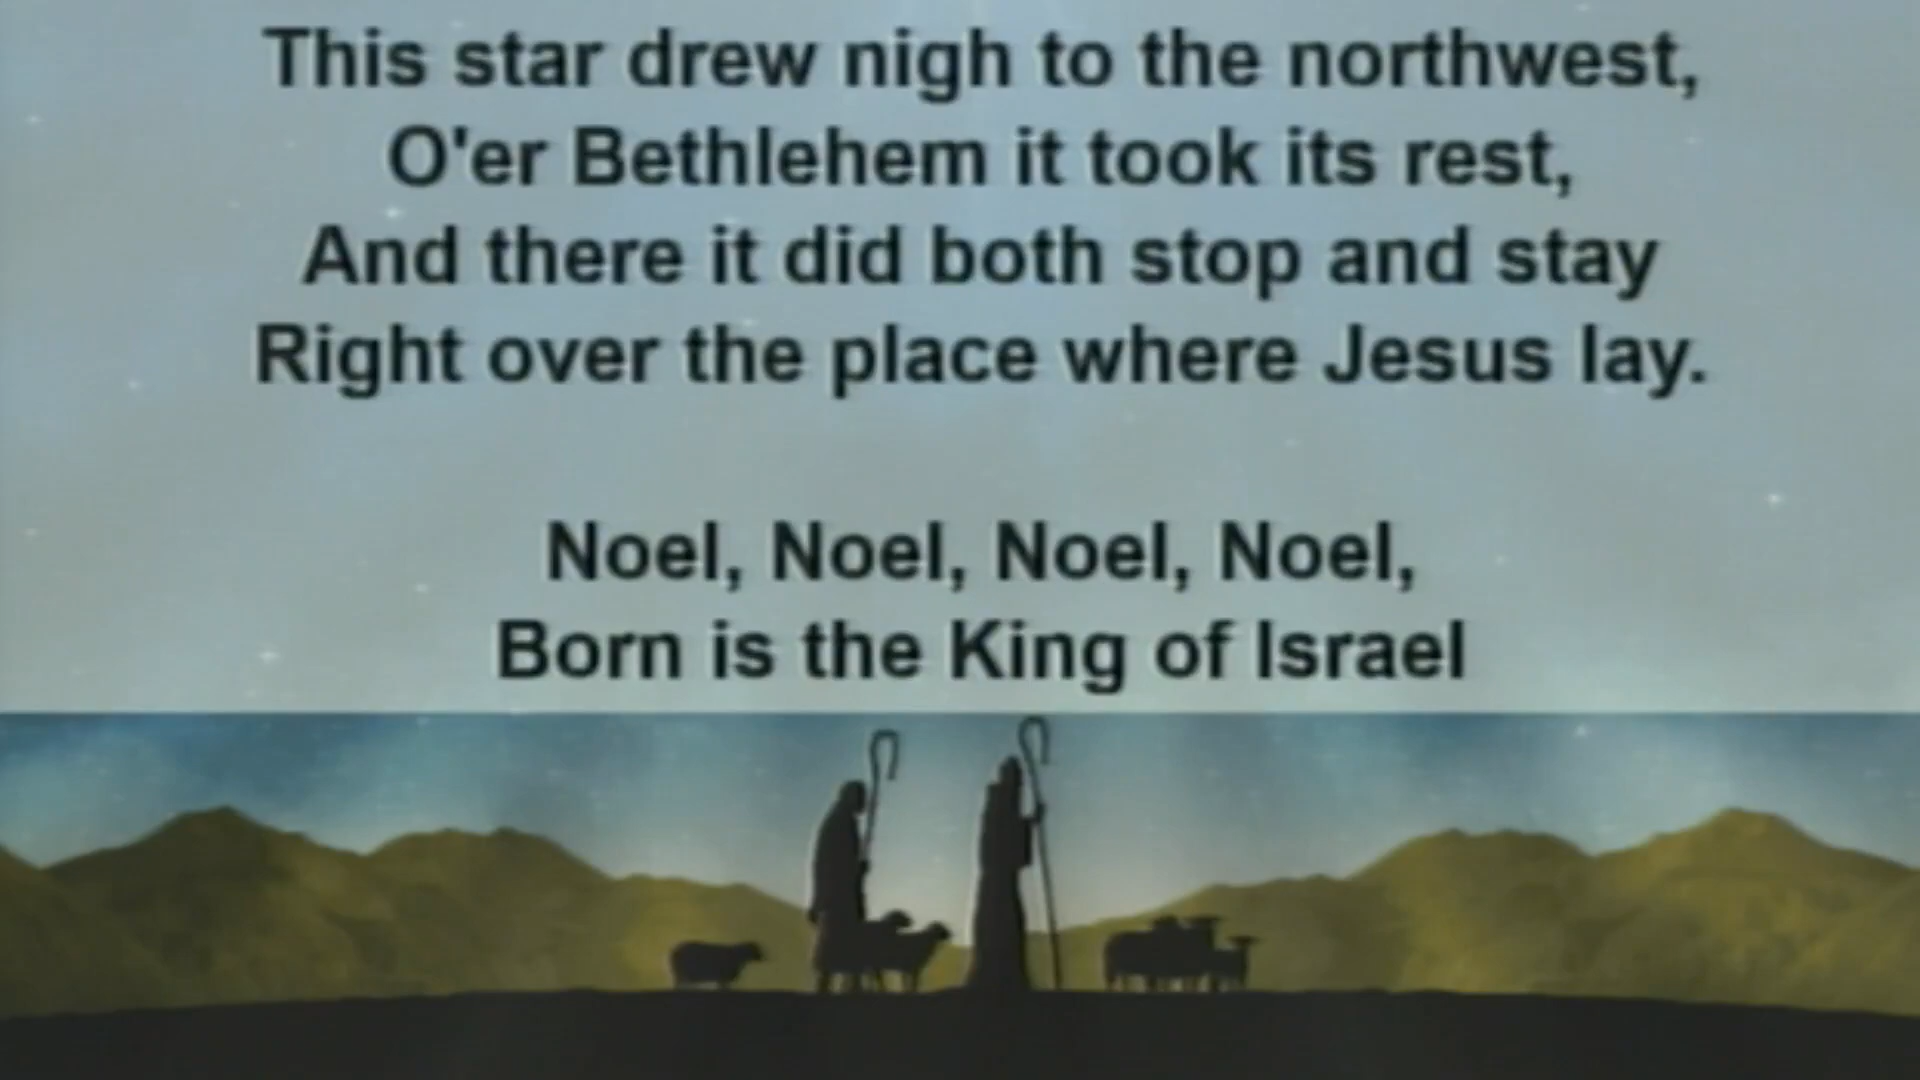 This star drew nigh to the northwest,
O'er Bethlehem it took its rest,
And there it did both stop and stay
Right over the place where Jesus lay.
Noel, Noel, Noel, Noel,
Born is the King of Israel